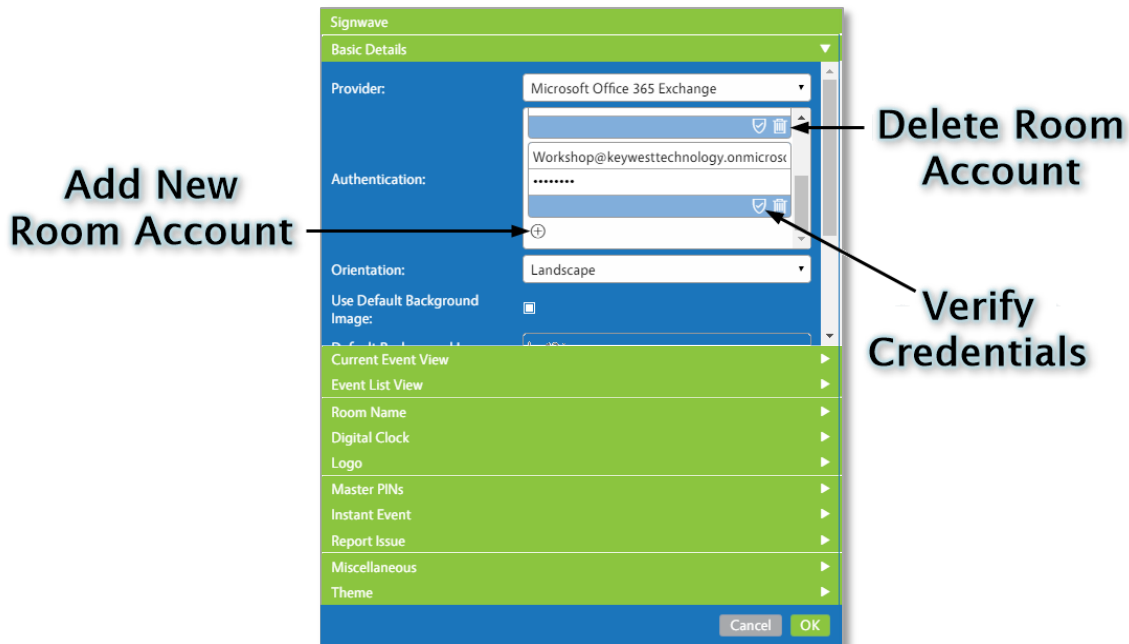 Signwave
Basic Details
Provider:
Microsoft Office 365 Exchange
Delete Room
Account
Workshop@keywesttechnology.onmicrosc
Authentication:
••••••••
Add New
Room Account
Orientation:
Landscape
Use Default Background
Image:
Verify
Credentials
Default Background
Current Event View
Event List View
Room Name
Digital Clock
Logo
Master PINs
Instant Event
Report Issue
Miscellaneous
Theme
Cancel
OK